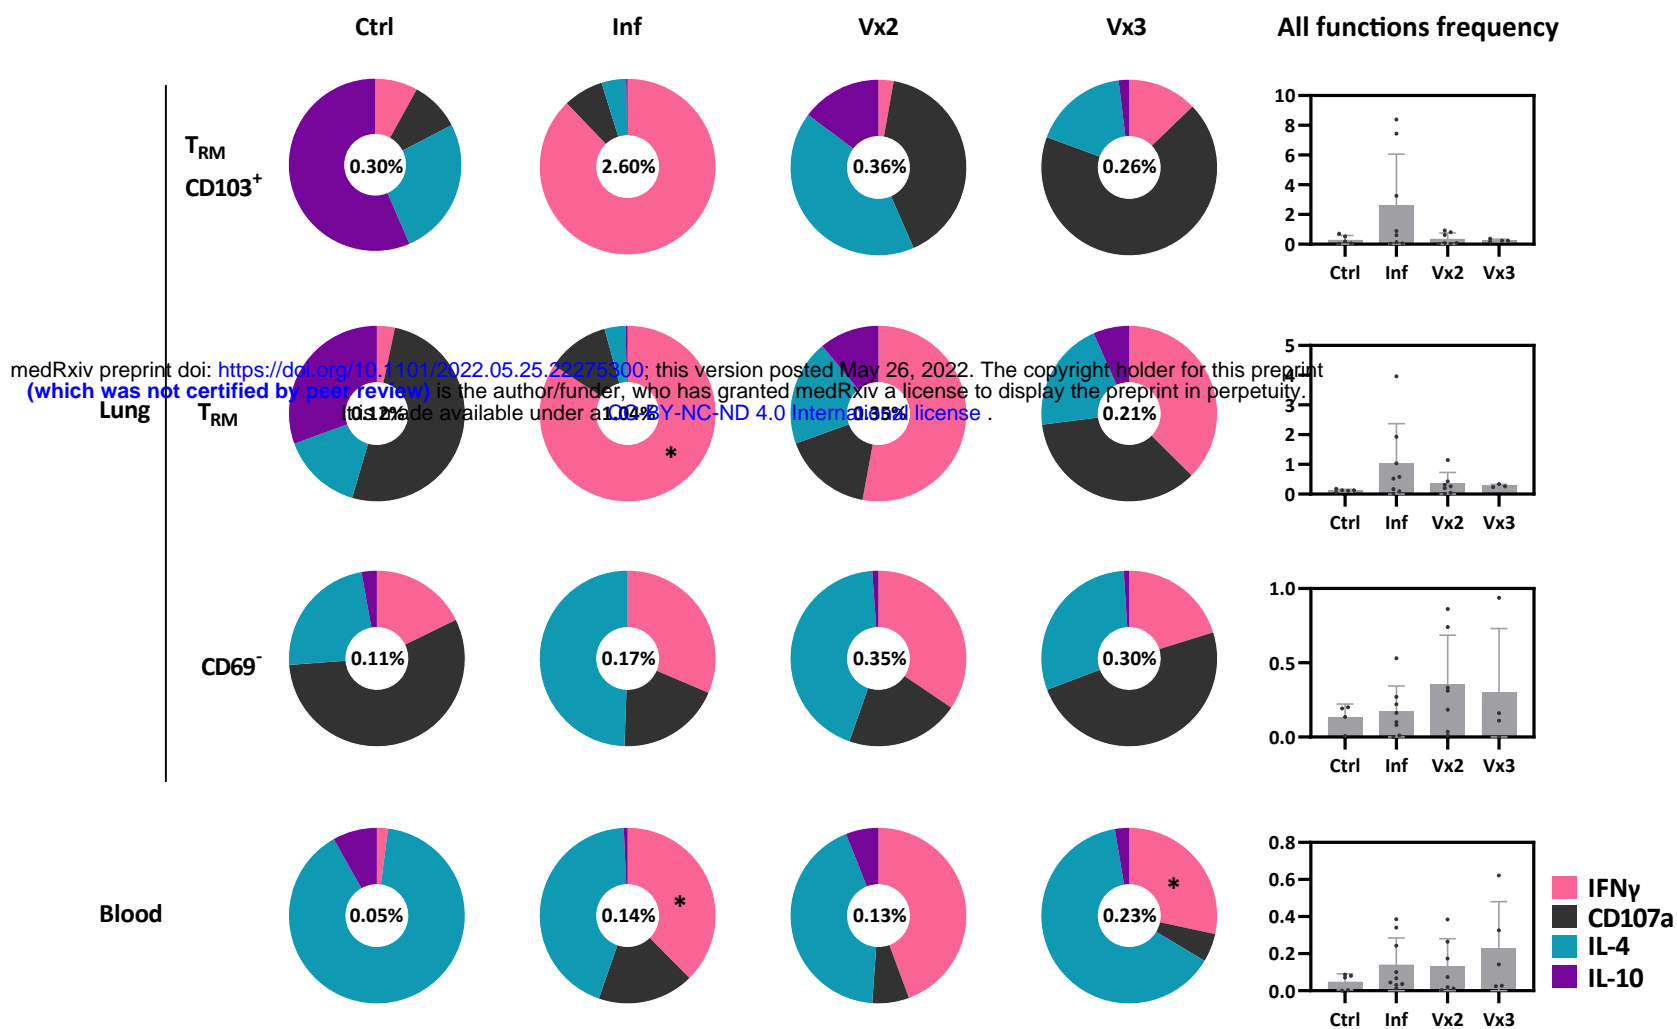 Ctrl Inf Vx2 Vx3 All functions frequency
TRM
CD103+
0.30% 2.60% 0.36% 0.26%
10
8
6
4
2
0
Ctrl Inf Vx2 Vx3
medRxiv preprint doi: https://doi.org/10.1101/2022.05.25.22275300; this version posted May 26, 2022. The copyright holder for this preprint
(which was not certified by peer review) is the author/funder, who has granted medRxiv a license to display the preprint in perpetuity.
It is made available under a CC-BY-NC-ND 4.0 International license .
Lung
TRM
0.12% 1.04% 0.35% 0.21%
*
5
4
3
2
1
0
Ctrl Inf Vx2 Vx3
CD69-
0.11% 0.17% 0.35% 0.30%
1.0
0.5
0.0
Ctrl Inf Vx2 Vx3
Blood
0.05% 0.14% * 0.13% 0.23% *
0.8
0.6
0.4
0.2
0.0
Ctrl Inf Vx2 Vx3
IFNγ
CD107a
IL-4
IL-10